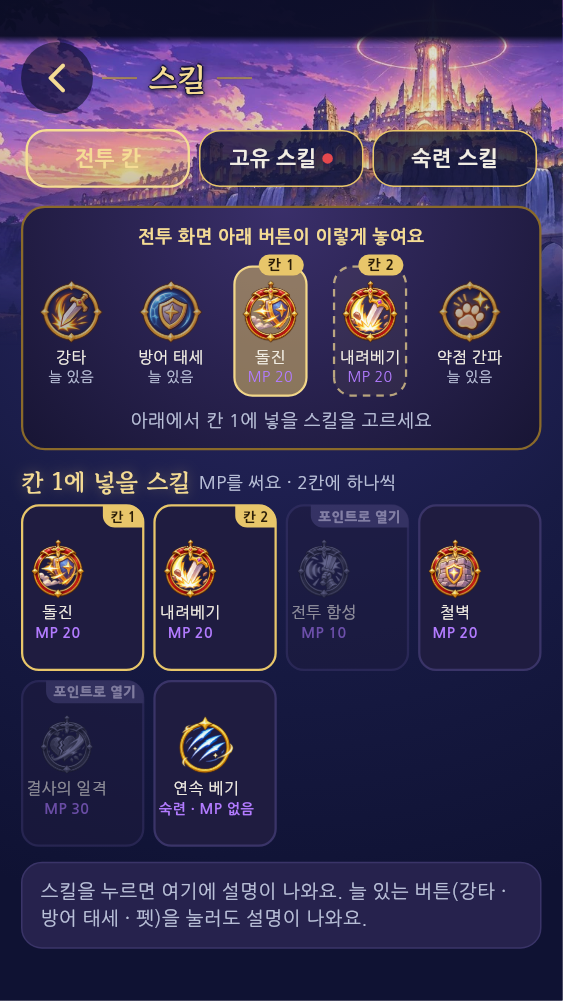 스킬
전투 칸
고유 스킬
숙련 스킬
전투 화면 아래 버튼이 이렇게 놓여요
칸 1
칸 2
강타
방어 태세
돌진
내려베기
약점 간파
늘 있음
늘 있음
MP 20
MP 20
늘 있음
아래에서 칸 1에 넣을 스킬을 고르세요
칸 1에 넣을 스킬 MP를 써요 · 2칸에 하나씩
칸 1
칸 2
포인트로 열기
돌진
내려베기
전투 함성
철벽
MP 20
MP 20
MP 10
MP 20
포인트로 열기
결사의 일격
연속 베기
MP 30
숙련 · MP 없음
스킬을 누르면 여기에 설명이 나와요. 늘 있는 버튼(강타 ·
방어 태세 · 펫)을 눌러도 설명이 나와요.